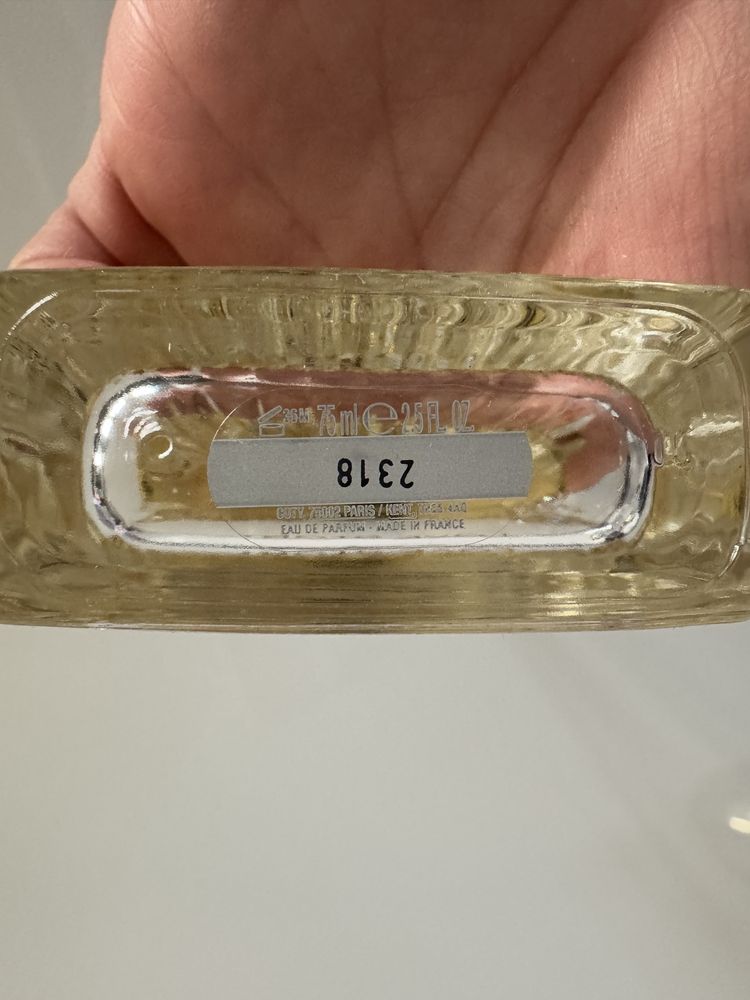 36M 75 ml ℮ 2.5 FL. OZ.
2318
COTY, 75002 PARIS / KENT,
EAU DE PARFUM - MADE IN FRANCE